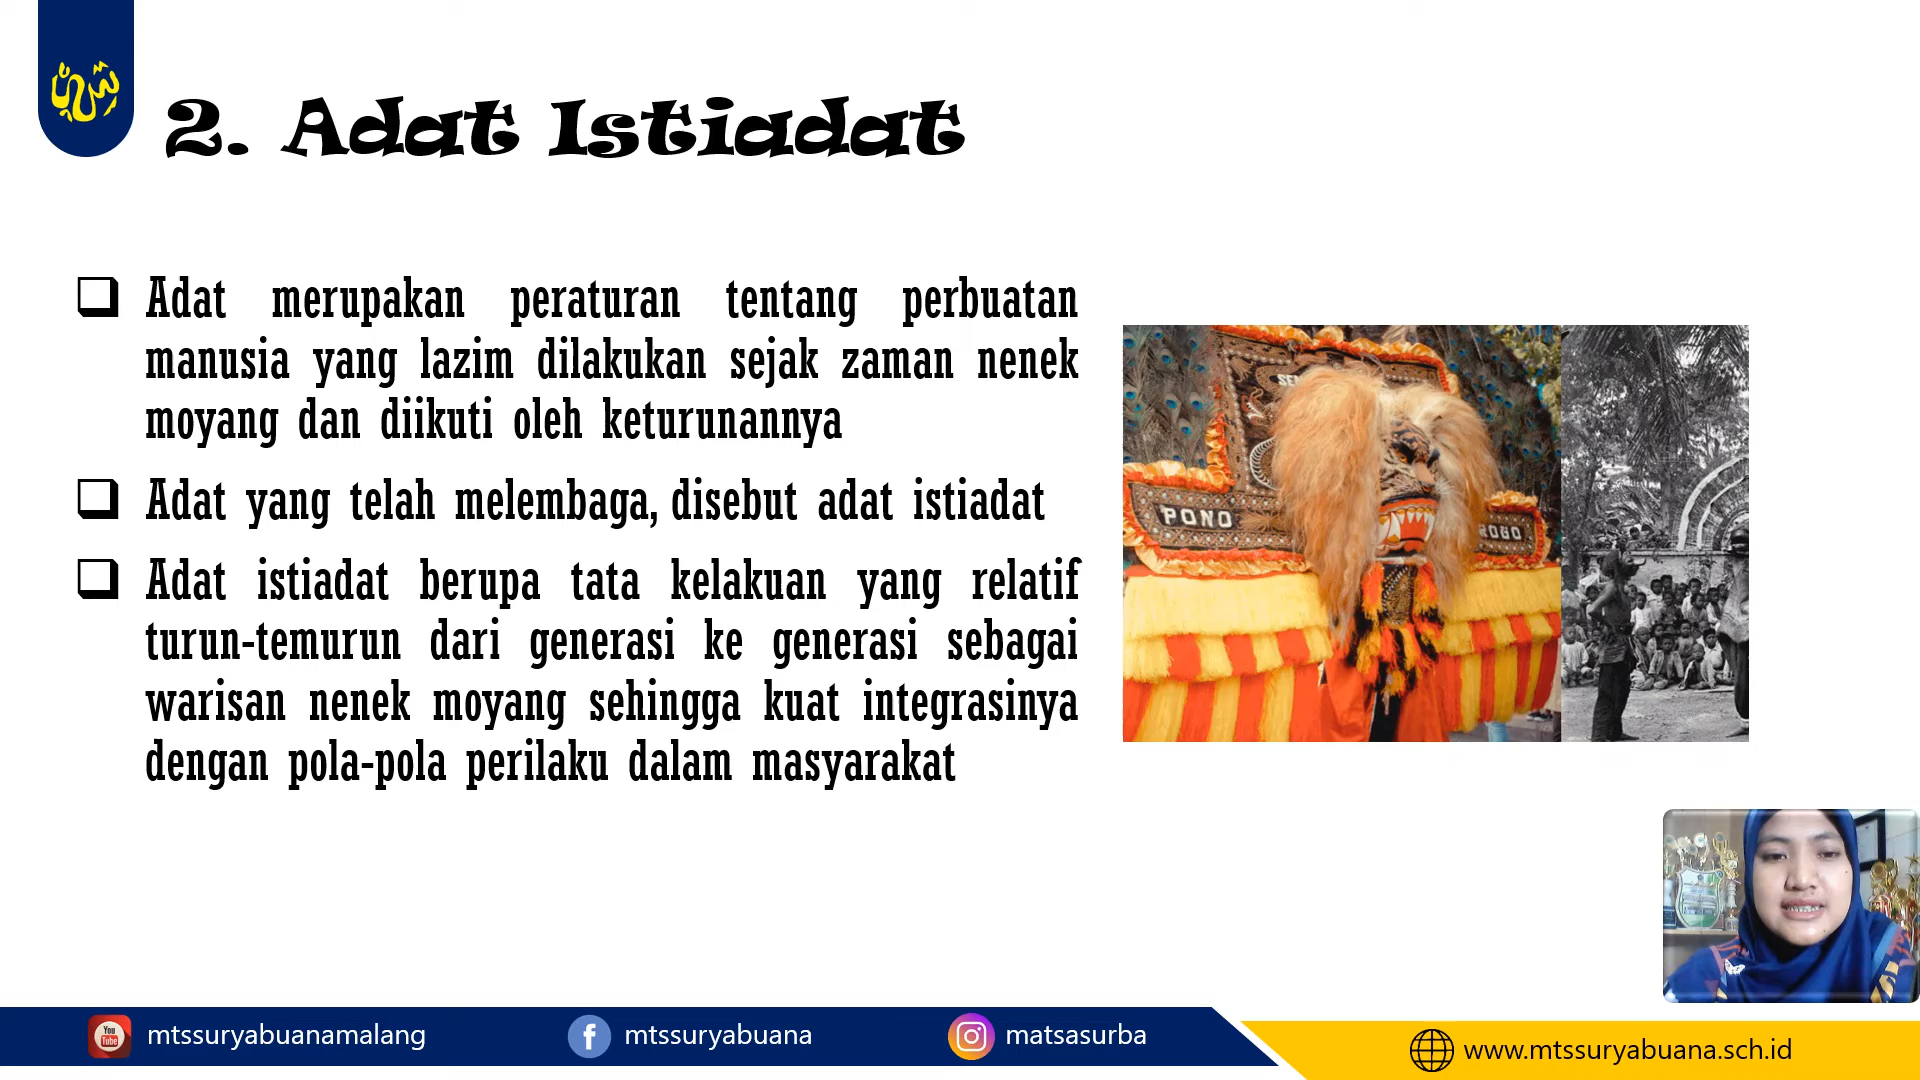 2. Adat Istiadat
Adat merupakan peraturan tentang perbuatan
manusia yang lazim dilakukan sejak zaman nenek
moyang dan diikuti oleh keturunannya
Adat yang telah melembaga, disebut adat istiadat
Adat istiadat berupa tata kelakuan yang relatif
turun-temurun dari generasi ke generasi sebagai
warisan nenek moyang sehingga kuat integrasinya
dengan pola-pola perilaku dalam masyarakat
PONO
ROGO
You
Tube
mtssuryabuanamalang
mtssuryabuana
matsasurba
www.mtssuryabuana.sch.id